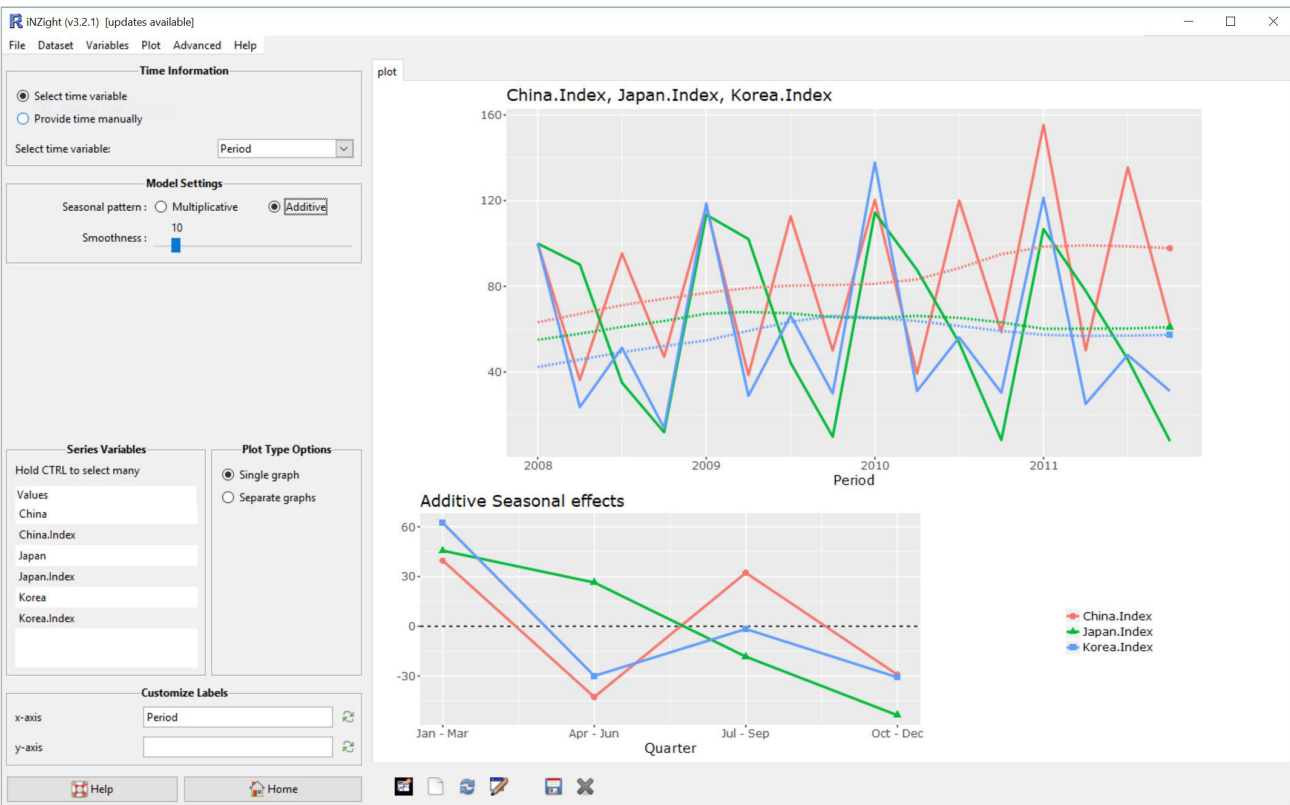 iNZight (v3.2.1) [updates available]
File Dataset Variables Plot Advanced Help
Time Information
Select time variable
Provide time manually
Select time variable: Period
Model Settings
Seasonal pattern : Multiplicative Additive
10
Smoothness :
Series Variables
Hold CTRL to select many
Values
China
China.Index
Japan
Japan.Index
Korea
Korea.Index
Plot Type Options
Single graph
Separate graphs
Customize Labels
x-axis Period
y-axis
Help Home
plot
China.Index, Japan.Index, Korea.Index
160
120
80
40
2008 2009 2010 2011
Period
Additive Seasonal effects
60
30
0
-30
Jan - Mar Apr - Jun Jul - Sep Oct - Dec
Quarter
China.Index
Japan.Index
Korea.Index